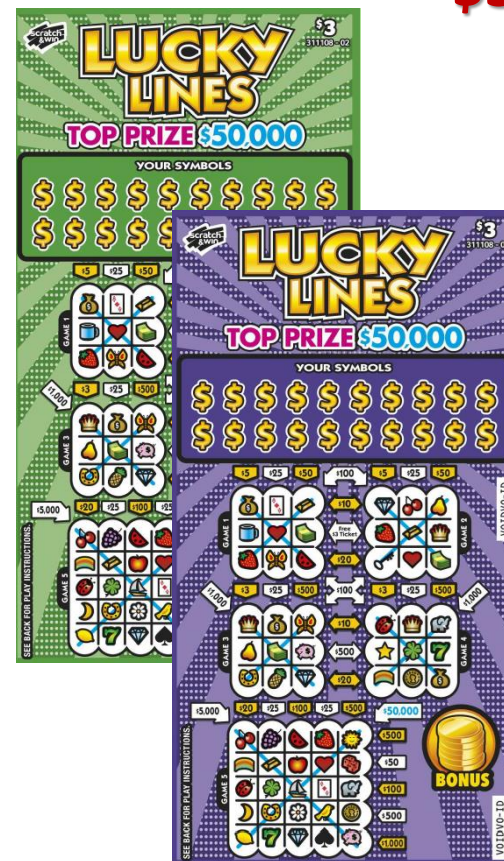 $3
311108-02
Scratch & Win
LUCKY
LINES
TOP PRIZE $50,000
YOUR SYMBOLS
$5 $25 $50
GAME 1
$1,000
$3 $25 $500
GAME 3
$5,000
$20 $25 $100
GAME 5
SEE BACK FOR PLAY INSTRUCTIONS.
Scratch & Win
$3
LUCKY
LINES
TOP PRIZE $50,000
YOUR SYMBOLS
$5 $25 $50 $100 $5 $25 $50
GAME 1
$10
Free
$3 Ticket
$20
GAME 2
VOIDVO-ID
$1,000
$3 $25 $500 $100 $3 $25 $500
$1,000
GAME 3
$10
$500
$20
GAME 4
$5,000
$20 $25 $100 $25 $500
$50,000
GAME 5
$500
$50
$100
$500
$1,000
BONUS
SEE BACK FOR PLAY INSTRUCTIONS.
VOIDVO-ID